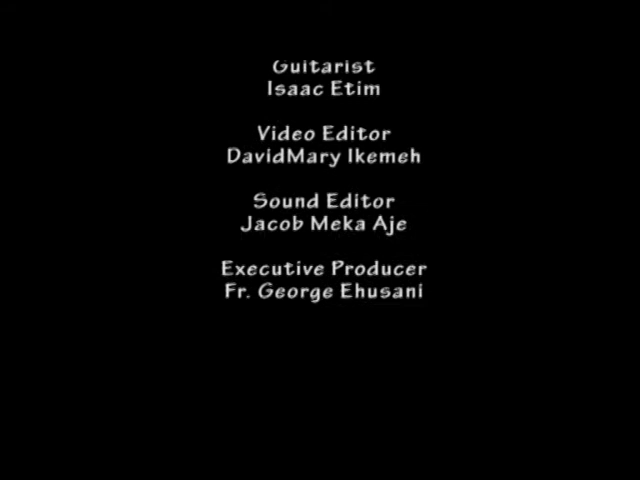 Guitarist
Isaac Etim
Video Editor
DavidMary Ikemeh
Sound Editor
Jacob Meka Aje
Executive Producer
Fr. George Ehusani